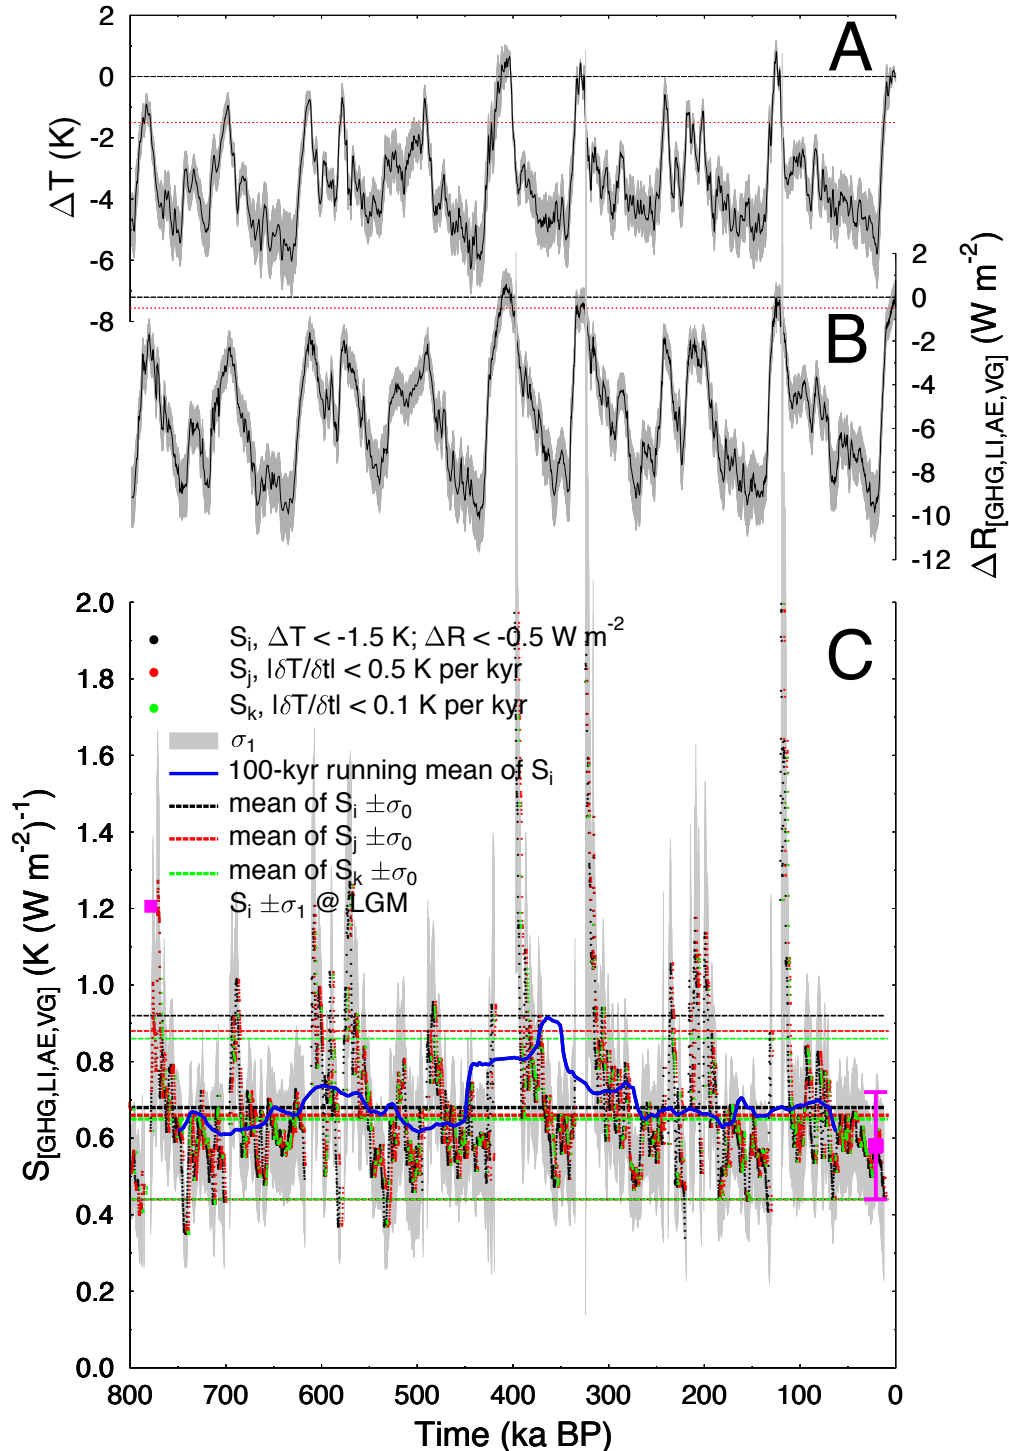 2
0
-2
-4
-6
-8
ΔT (K)
A
2
0
-2
-4
-6
-8
-10
-12
ΔR[GHG,LI,AE,VG] (W m-2)
B
2.0
1.8
1.6
1.4
1.2
1.0
0.8
0.6
0.4
0.2
0.0
S[GHG,LI,AE,VG] (K (W m-2)-1)
C
Si, ΔT < -1.5 K; ΔR < -0.5 W m-2
Sj, |δT/δt| < 0.5 K per kyr
Sk, |δT/δt| < 0.1 K per kyr
σ1
100-kyr running mean of Si
mean of Si ±σ0
mean of Sj ±σ0
mean of Sk ±σ0
Si ±σ1 @ LGM
800 700 600 500 400 300 200 100 0
Time (ka BP)